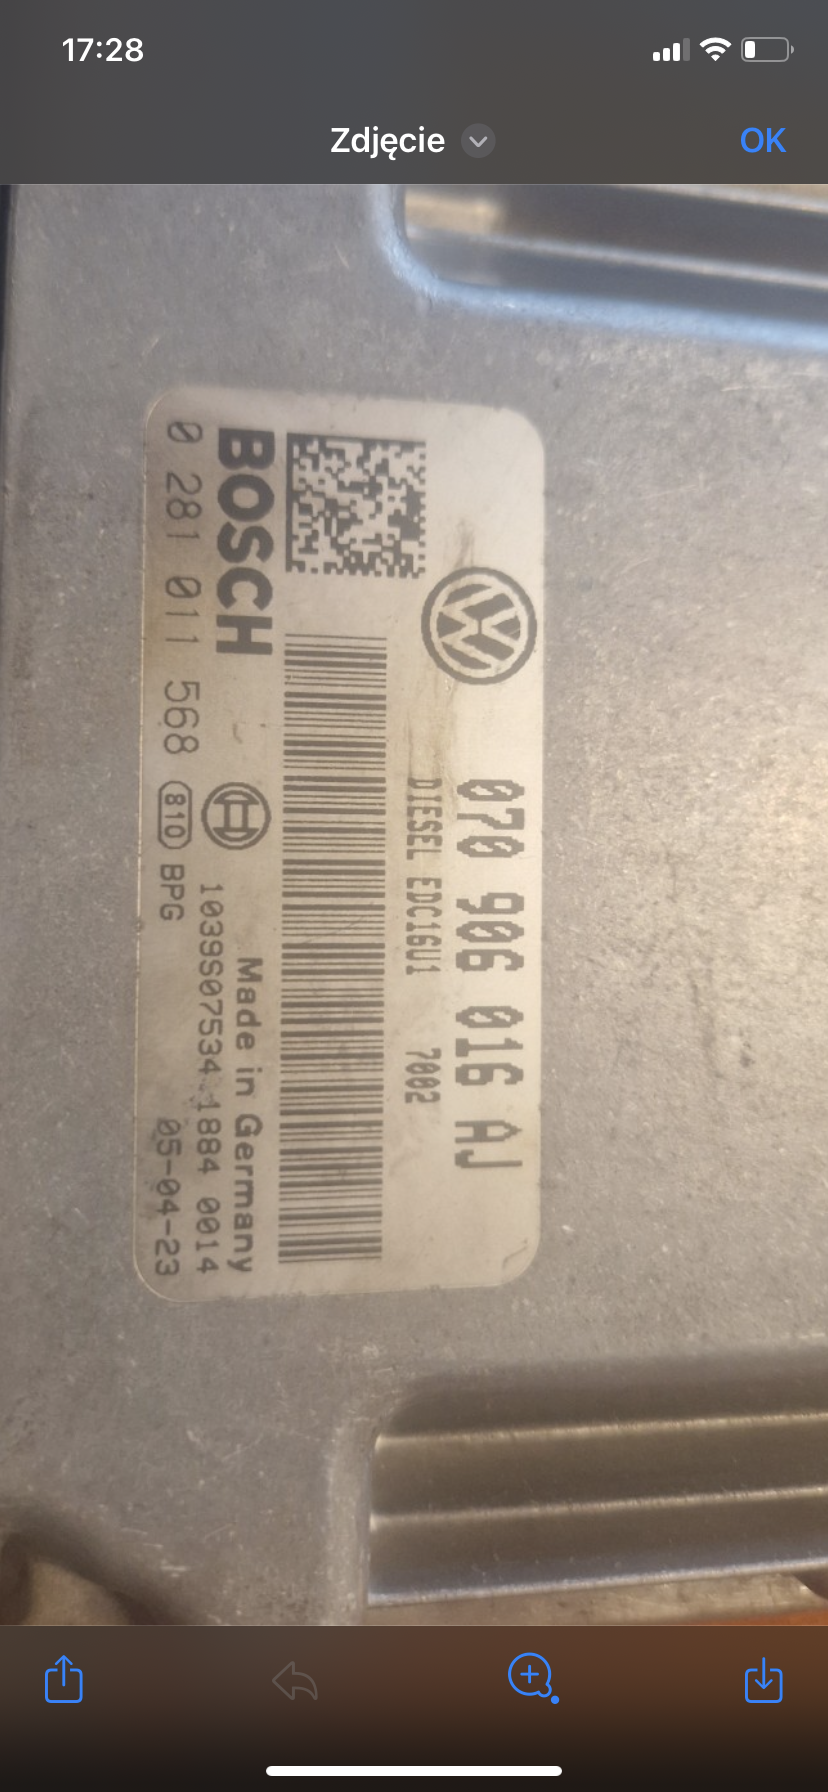 17:28
Zdjęcie
OK
070 906 016 AJ
DIESEL EDC16U1 7002
BOSCH
Made in Germany
1039S07534 1884 0014
0 281 011 568 810 BPG 05-04-23